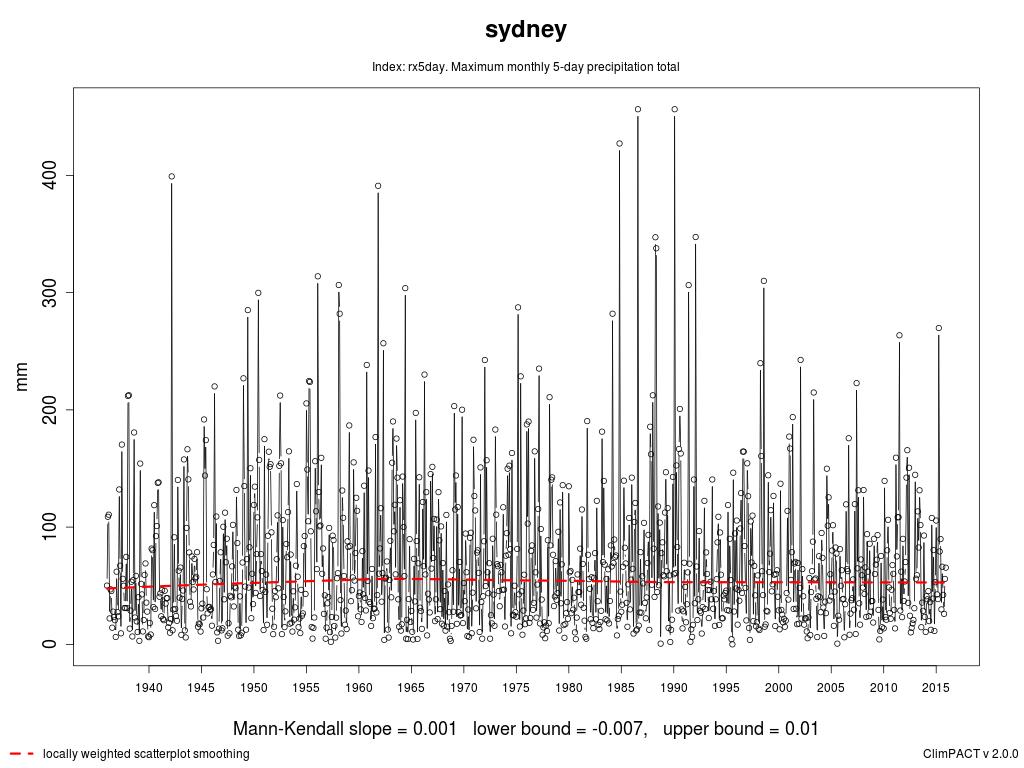 sydney
Index: rx5day. Maximum monthly 5-day precipitation total
400
300
200
100
0
mm
1940 1945 1950 1955 1960 1965 1970 1975 1980 1985 1990 1995 2000 2005 2010 2015
Mann-Kendall slope = 0.001 lower bound = -0.007, upper bound = 0.01
locally weighted scatterplot smoothing
ClimPACT v 2.0.0